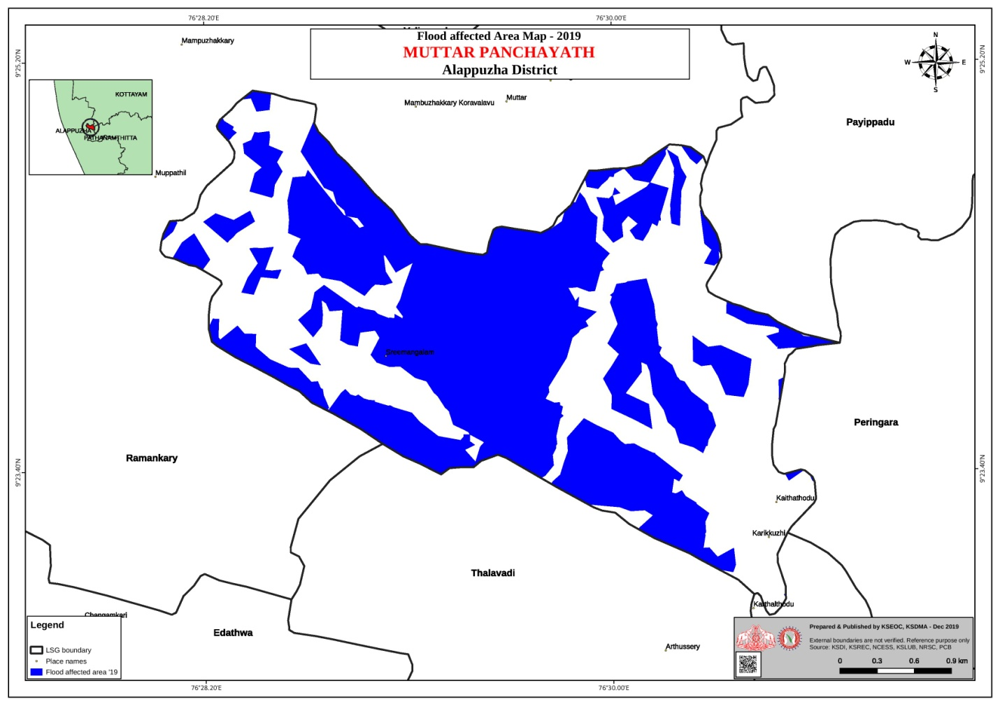 76°28.20'E
76°30.00'E
9°25.20'N
9°25.20'N
Flood affected Area Map - 2019
MUTTAR PANCHAYATH
Alappuzha District
N
W
E
S
Mampuzhakkary
Mambuzhakkary Koravalavu
Muttar
KOTTAYAM
ALAPPUZHA
PATHANAMTHITTA
Muppathil
Payippadu
Sreemangalam
Peringara
Ramankary
9°23.40'N
9°23.40'N
Kaithathodu
Karikkuzhi
Thalavadi
Kaithalthodu
Changamkari
Edathwa
Arthussery
Legend
LSG boundary
Place names
Flood affected area '19
Prepared & Published by KSEOC, KSDMA - Dec 2019
External boundaries are not verified. Reference purpose only
Source: KSDI, KSREC, NCESS, KSLUB, NRSC, PCB
0 0.3 0.6 0.9 km
76°28.20'E
76°30.00'E